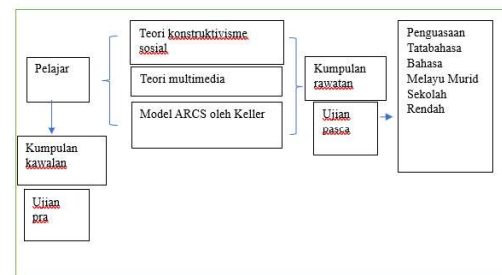 Pelajar
Kumpulan
kawalan
Ujian
pra
Teori konstruktivisme
sosial
Teori multimedia
Model ARCS oleh Keller
Kumpulan
rawatan
Ujian
pasca
Penguasaan
Tatabahasa
Bahasa
Melayu Murid
Sekolah
Rendah